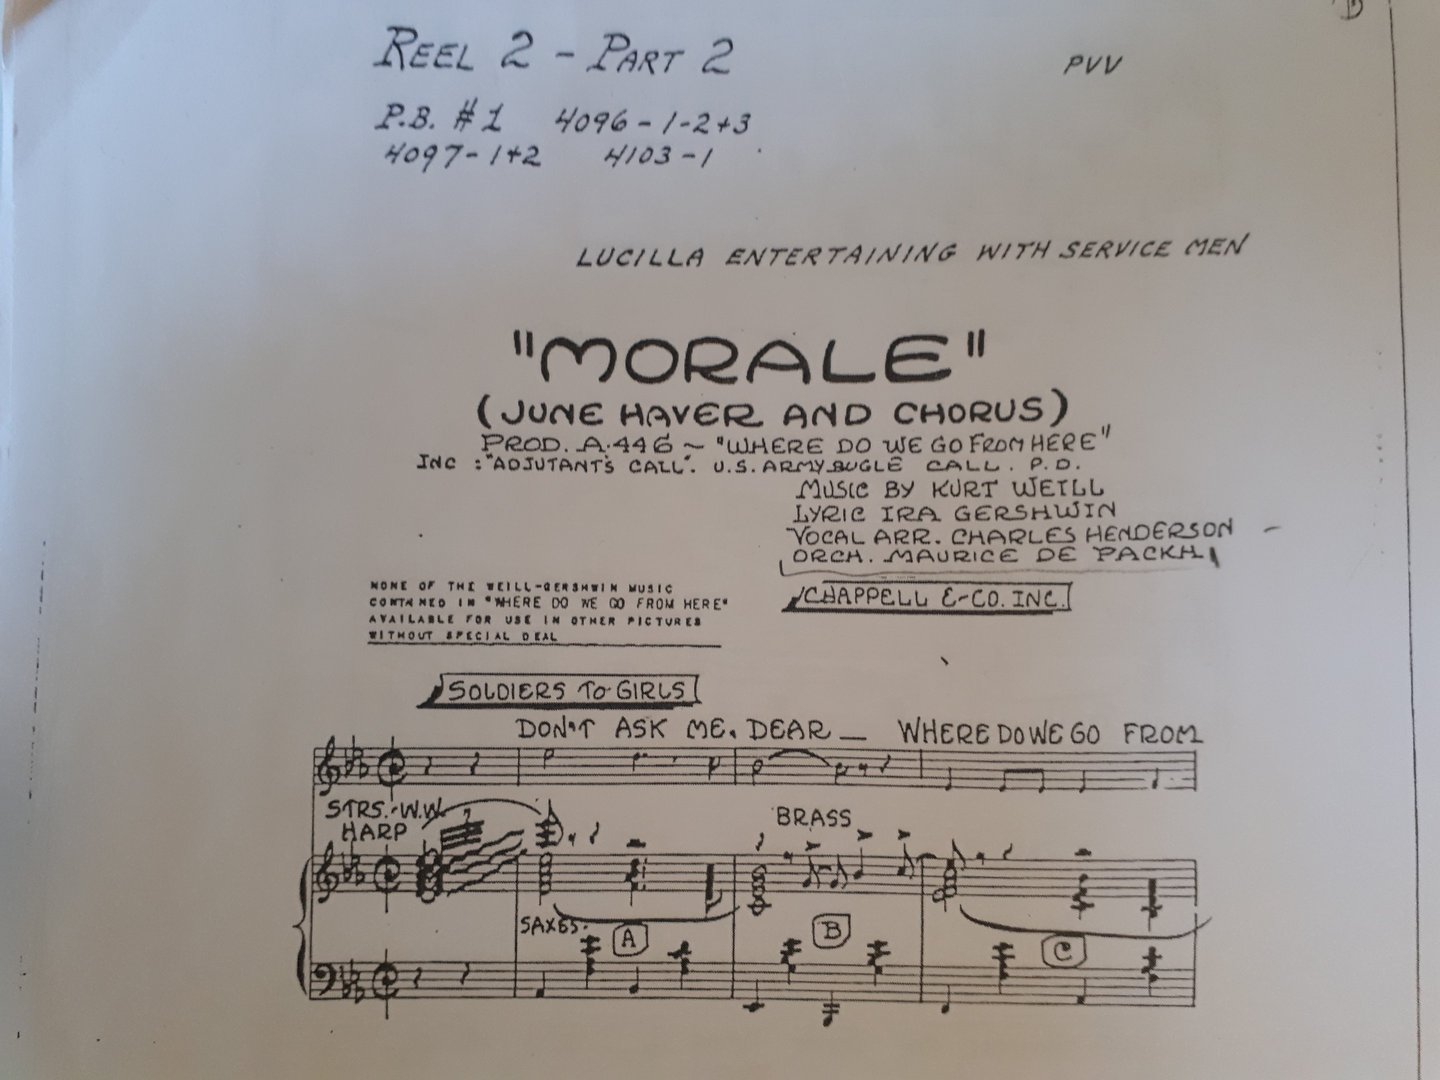 D
REEL 2 - PART 2
PVV
P.B. #1 4096-1-2+3
4097-1+2 4103-1
LUCILLA ENTERTAINING WITH SERVICE MEN
"MORALE"
(JUNE HAVER AND CHORUS)
PROD. A·446 ~ "WHERE DO WE GO FROM HERE"
INC : "ADJUTANT'S CALL". U.S. ARMY BUGLE CALL. P.D.
MUSIC BY KURT WEILL
LYRIC IRA GERSHWIN
VOCAL ARR. CHARLES HENDERSON
ORCH. MAURICE DE PACKH
CHAPPELL &-CO. INC.
NONE OF THE WEILL-GERSHWIN MUSIC
CONTAINED IN "WHERE DO WE GO FROM HERE"
AVAILABLE FOR USE IN OTHER PICTURES
WITHOUT SPECIAL DEAL
SOLDIERS TO GIRLS
DON'T ASK ME, DEAR — WHERE DO WE GO FROM
STRS.-W.W.
HARP
BRASS
SAXES.
A
B
C